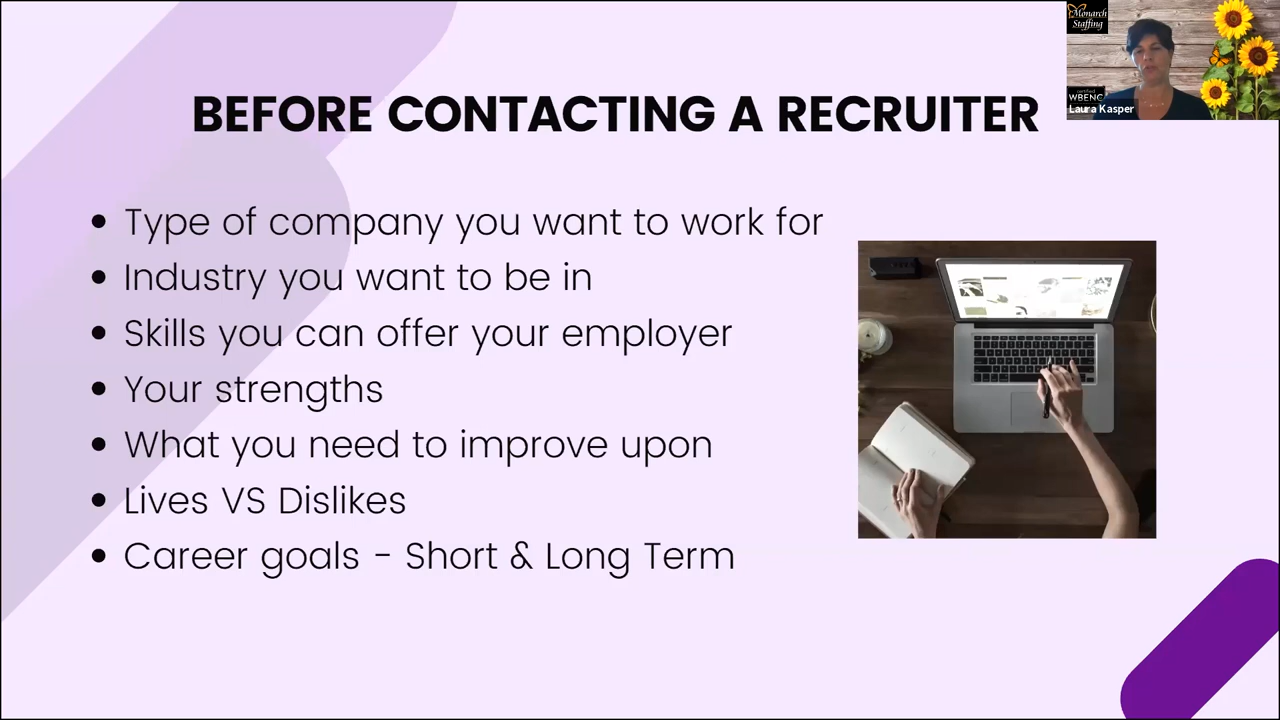 Monarch
Staffing
BEFORE CONTACTING A RECRUITER
certified
WBENC
Laura Kasper
• Type of company you want to work for
• Industry you want to be in
• Skills you can offer your employer
• Your strengths
• What you need to improve upon
• Lives VS Dislikes
• Career goals - Short & Long Term